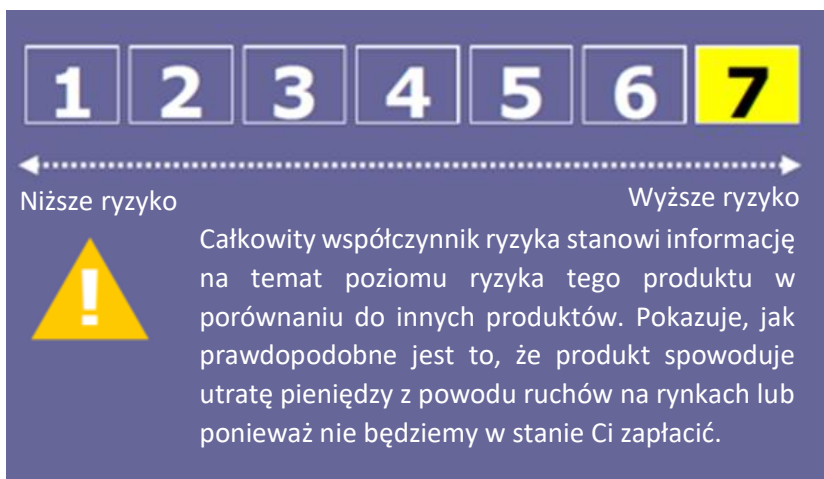 1 2 3 4 5 6 7
Niższe ryzyko Wyższe ryzyko
!
Całkowity współczynnik ryzyka stanowi informację
na temat poziomu ryzyka tego produktu w
porównaniu do innych produktów. Pokazuje, jak
prawdopodobne jest to, że produkt spowoduje
utratę pieniędzy z powodu ruchów na rynkach lub
ponieważ nie będziemy w stanie Ci zapłacić.